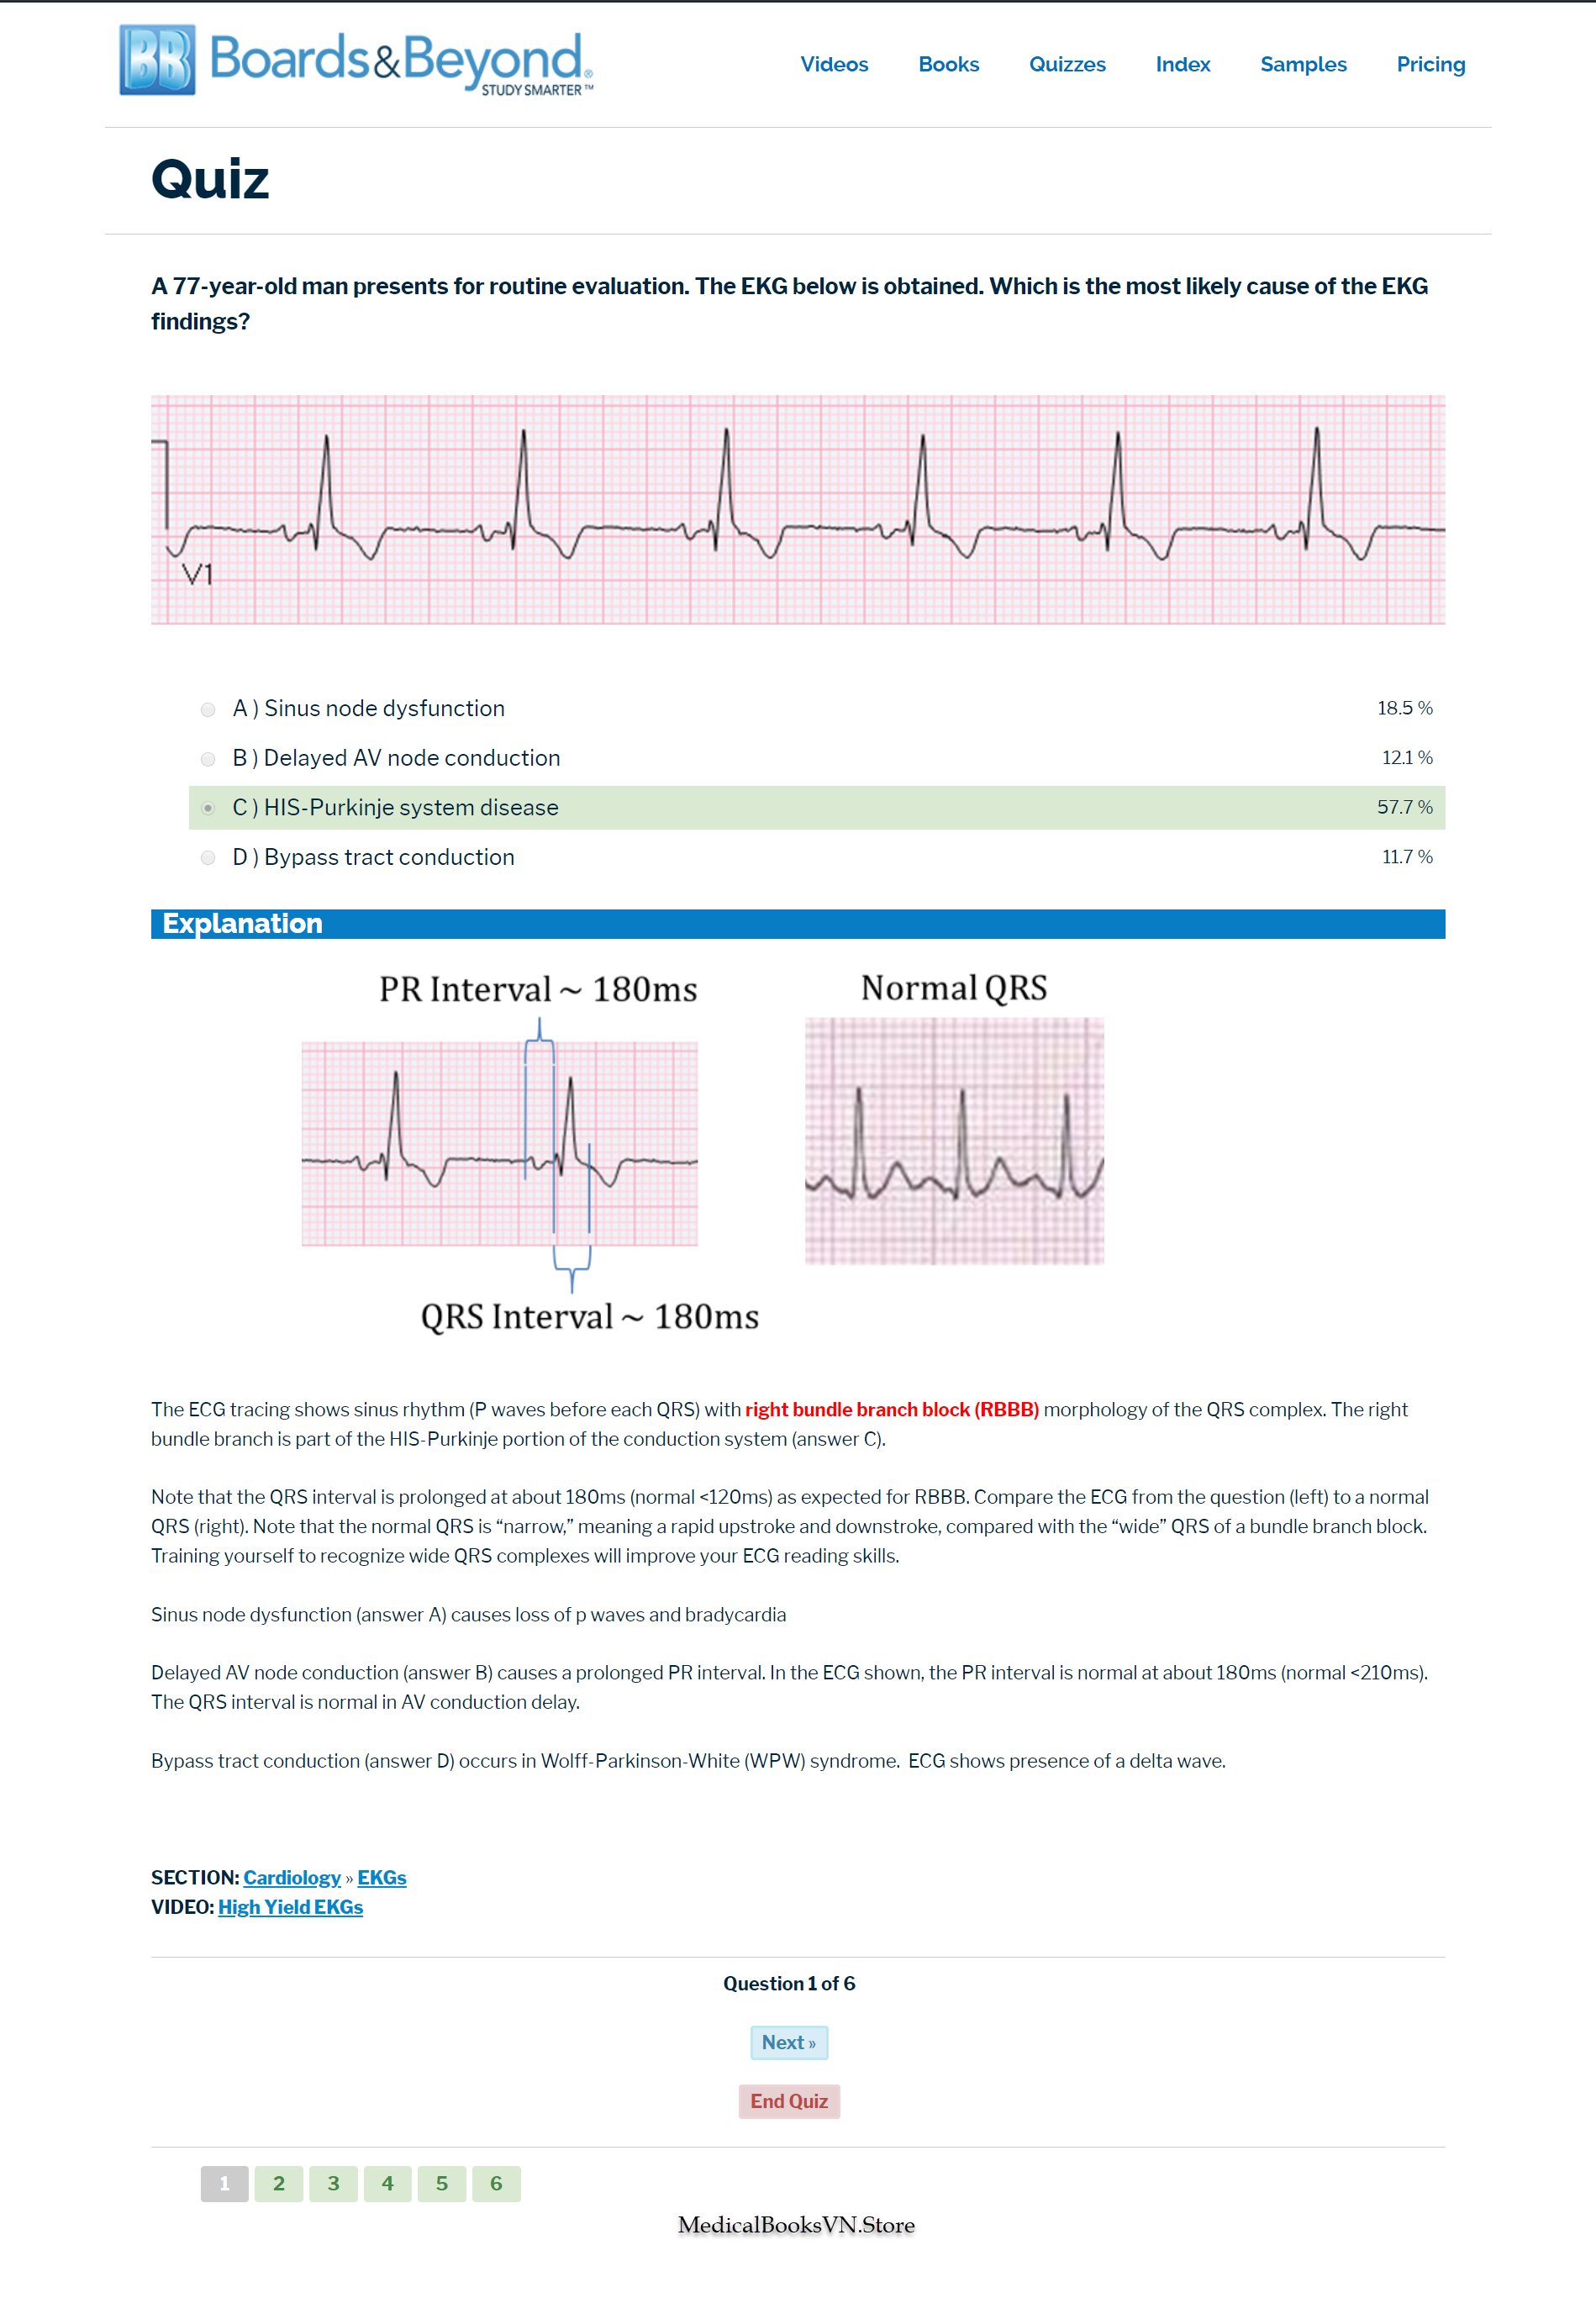 BB Boards&Beyond®
STUDY SMARTER™
Videos Books Quizzes Index Samples Pricing
Quiz
A 77-year-old man presents for routine evaluation. The EKG below is obtained. Which is the most likely cause of the EKG
findings?
V1
A ) Sinus node dysfunction 18.5 %
B ) Delayed AV node conduction 12.1 %
C ) HIS-Purkinje system disease 57.7 %
D ) Bypass tract conduction 11.7 %
Explanation
PR Interval ~ 180ms
Normal QRS
QRS Interval ~ 180ms
The ECG tracing shows sinus rhythm (P waves before each QRS) with right bundle branch block (RBBB) morphology of the QRS complex. The right
bundle branch is part of the HIS-Purkinje portion of the conduction system (answer C).
Note that the QRS interval is prolonged at about 180ms (normal <120ms) as expected for RBBB. Compare the ECG from the question (left) to a normal
QRS (right). Note that the normal QRS is “narrow,” meaning a rapid upstroke and downstroke, compared with the “wide” QRS of a bundle branch block.
Training yourself to recognize wide QRS complexes will improve your ECG reading skills.
Sinus node dysfunction (answer A) causes loss of p waves and bradycardia
Delayed AV node conduction (answer B) causes a prolonged PR interval. In the ECG shown, the PR interval is normal at about 180ms (normal <210ms).
The QRS interval is normal in AV conduction delay.
Bypass tract conduction (answer D) occurs in Wolff-Parkinson-White (WPW) syndrome. ECG shows presence of a delta wave.
SECTION: Cardiology » EKGs
VIDEO: High Yield EKGs
Question 1 of 6
Next »
End Quiz
1 2 3 4 5 6
MedicalBooksVN.Store